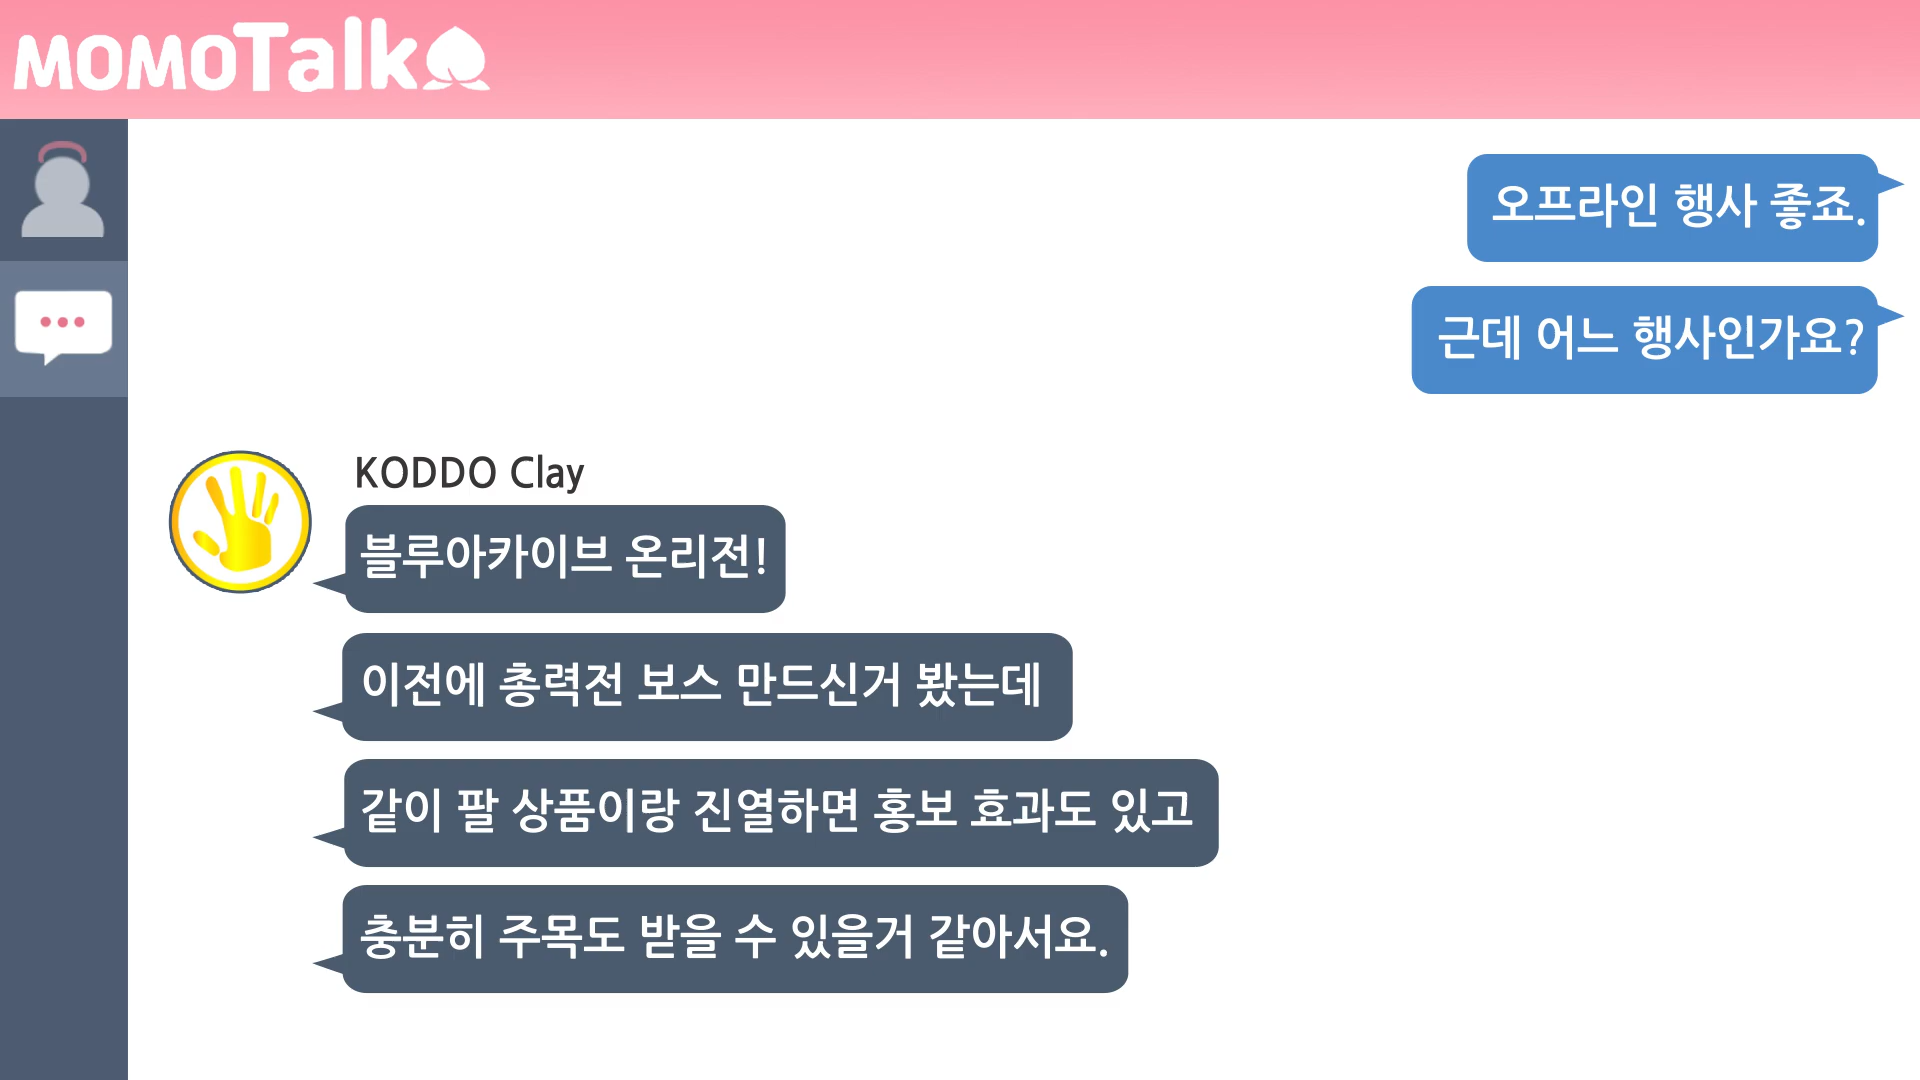 MOMOTalk
오프라인 행사 좋죠.
근데 어느 행사인가요?
KODDO Clay
블루아카이브 온리전!
이전에 총력전 보스 만드신거 봤는데
같이 팔 상품이랑 진열하면 홍보 효과도 있고
충분히 주목도 받을 수 있을거 같아서요.